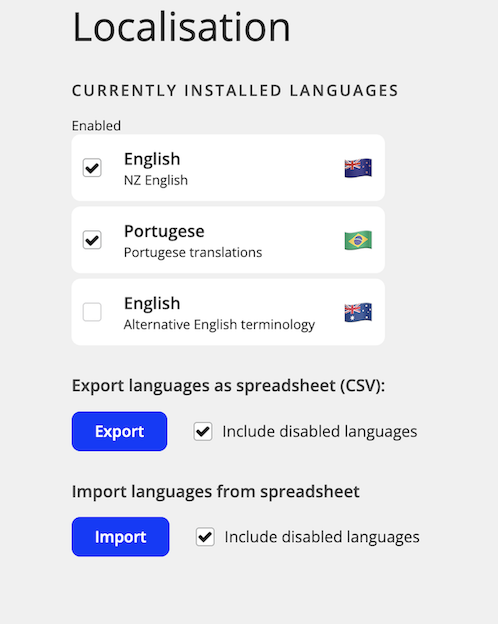 Localisation
CURRENTLY INSTALLED LANGUAGES
Enabled
English
NZ English
Portugese
Portugese translations
English
Alternative English terminology
Export languages as spreadsheet (CSV):
Export
Include disabled languages
Import languages from spreadsheet
Import
Include disabled languages